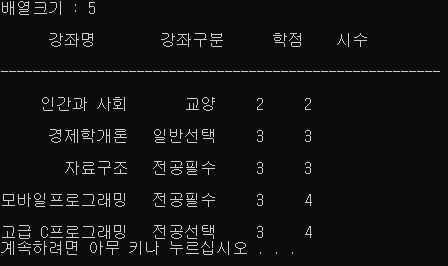 배열크기 : 5
강좌명 강좌구분 학점 시수
-------------------------------------------------------
인간과 사회 교양 2 2
경제학개론 일반선택 3 3
자료구조 전공필수 3 3
모바일프로그래밍 전공필수 3 4
고급 C프로그래밍 전공선택 3 4
계속하려면 아무 키나 누르십시오 . . .